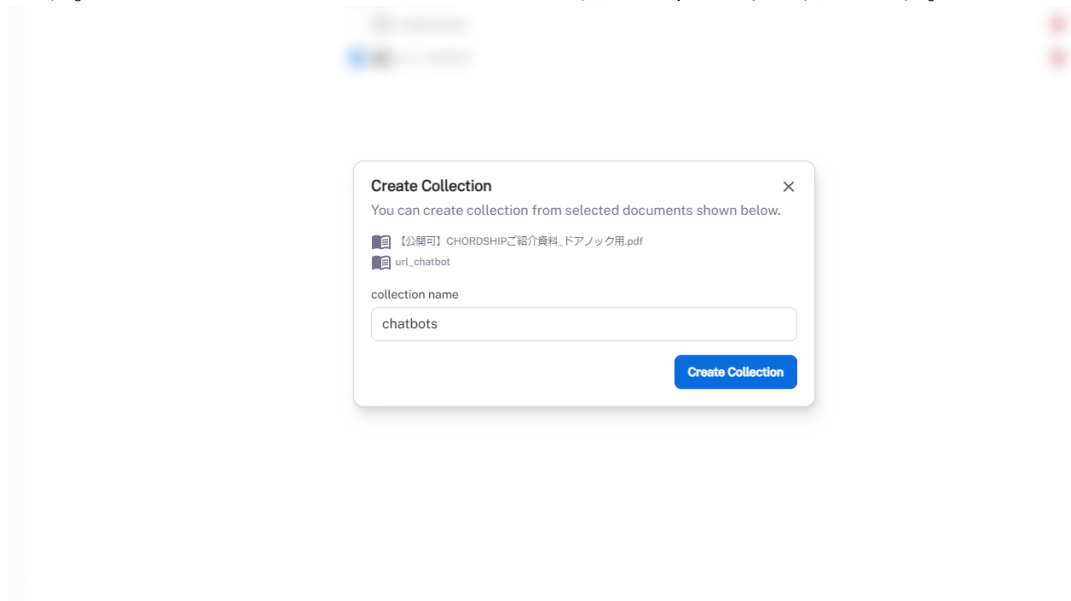 Create Collection
You can create collection from selected documents shown below.
【公開可】CHORDSHIPご紹介資料_ドアノック用.pdf
url_chatbot
collection name
chatbots
Create Collection